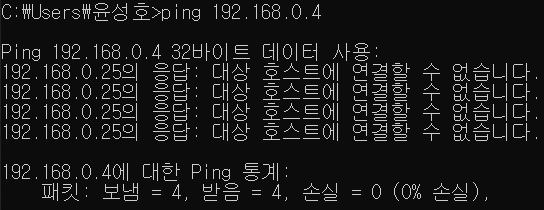 C:₩Users₩윤성호>ping 192.168.0.4
Ping 192.168.0.4 32바이트 데이터 사용:
192.168.0.25의 응답: 대상 호스트에 연결할 수 없습니다.
192.168.0.25의 응답: 대상 호스트에 연결할 수 없습니다.
192.168.0.25의 응답: 대상 호스트에 연결할 수 없습니다.
192.168.0.25의 응답: 대상 호스트에 연결할 수 없습니다.
192.168.0.4에 대한 Ping 통계:
패킷: 보냄 = 4, 받음 = 4, 손실 = 0 (0% 손실),